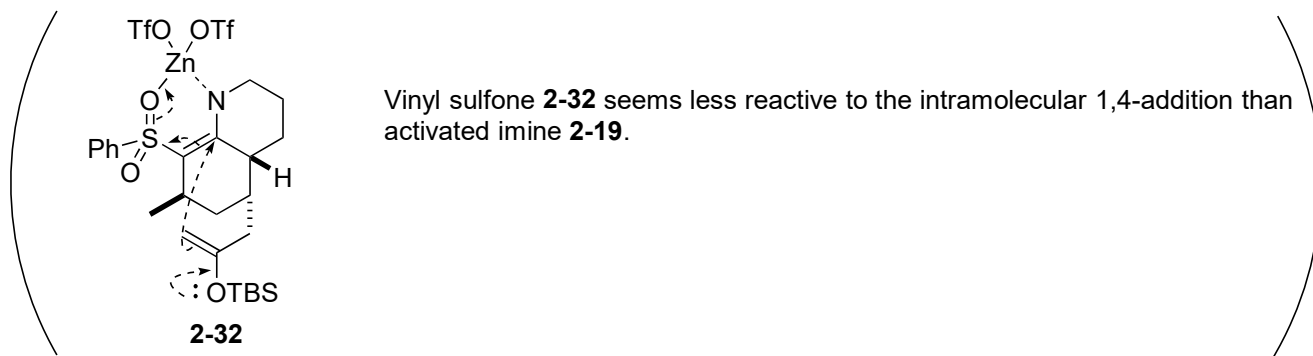 TfO OTf
Zn
O N
Ph S
O H
:OTBS
2-32
Vinyl sulfone 2-32 seems less reactive to the intramolecular 1,4-addition than
activated imine 2-19.